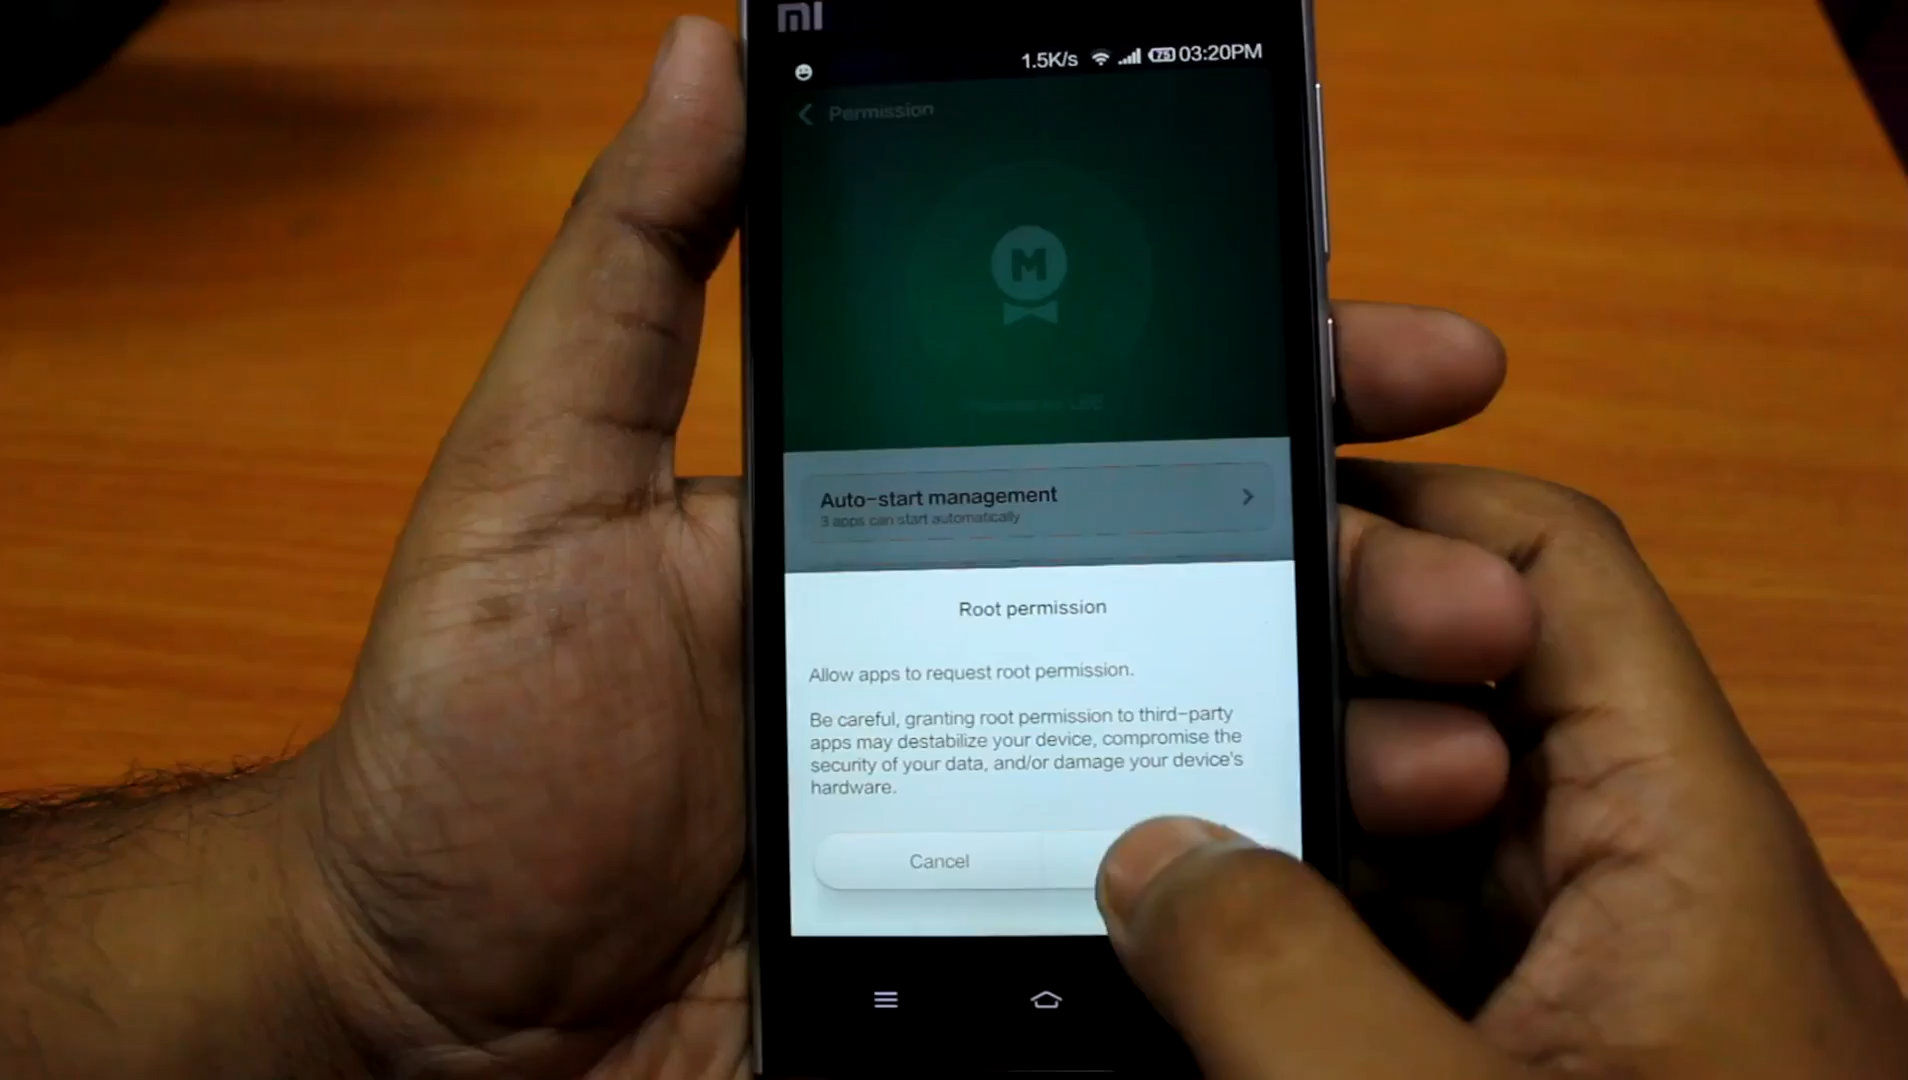 mi
1.5K/s 75 03:20PM
Permission
M
Auto-start management
3 apps can start automatically
Root permission
Allow apps to request root permission.
Be careful, granting root permission to third-party
apps may destabilize your device, compromise the
security of your data, and/or damage your device's
hardware.
Cancel